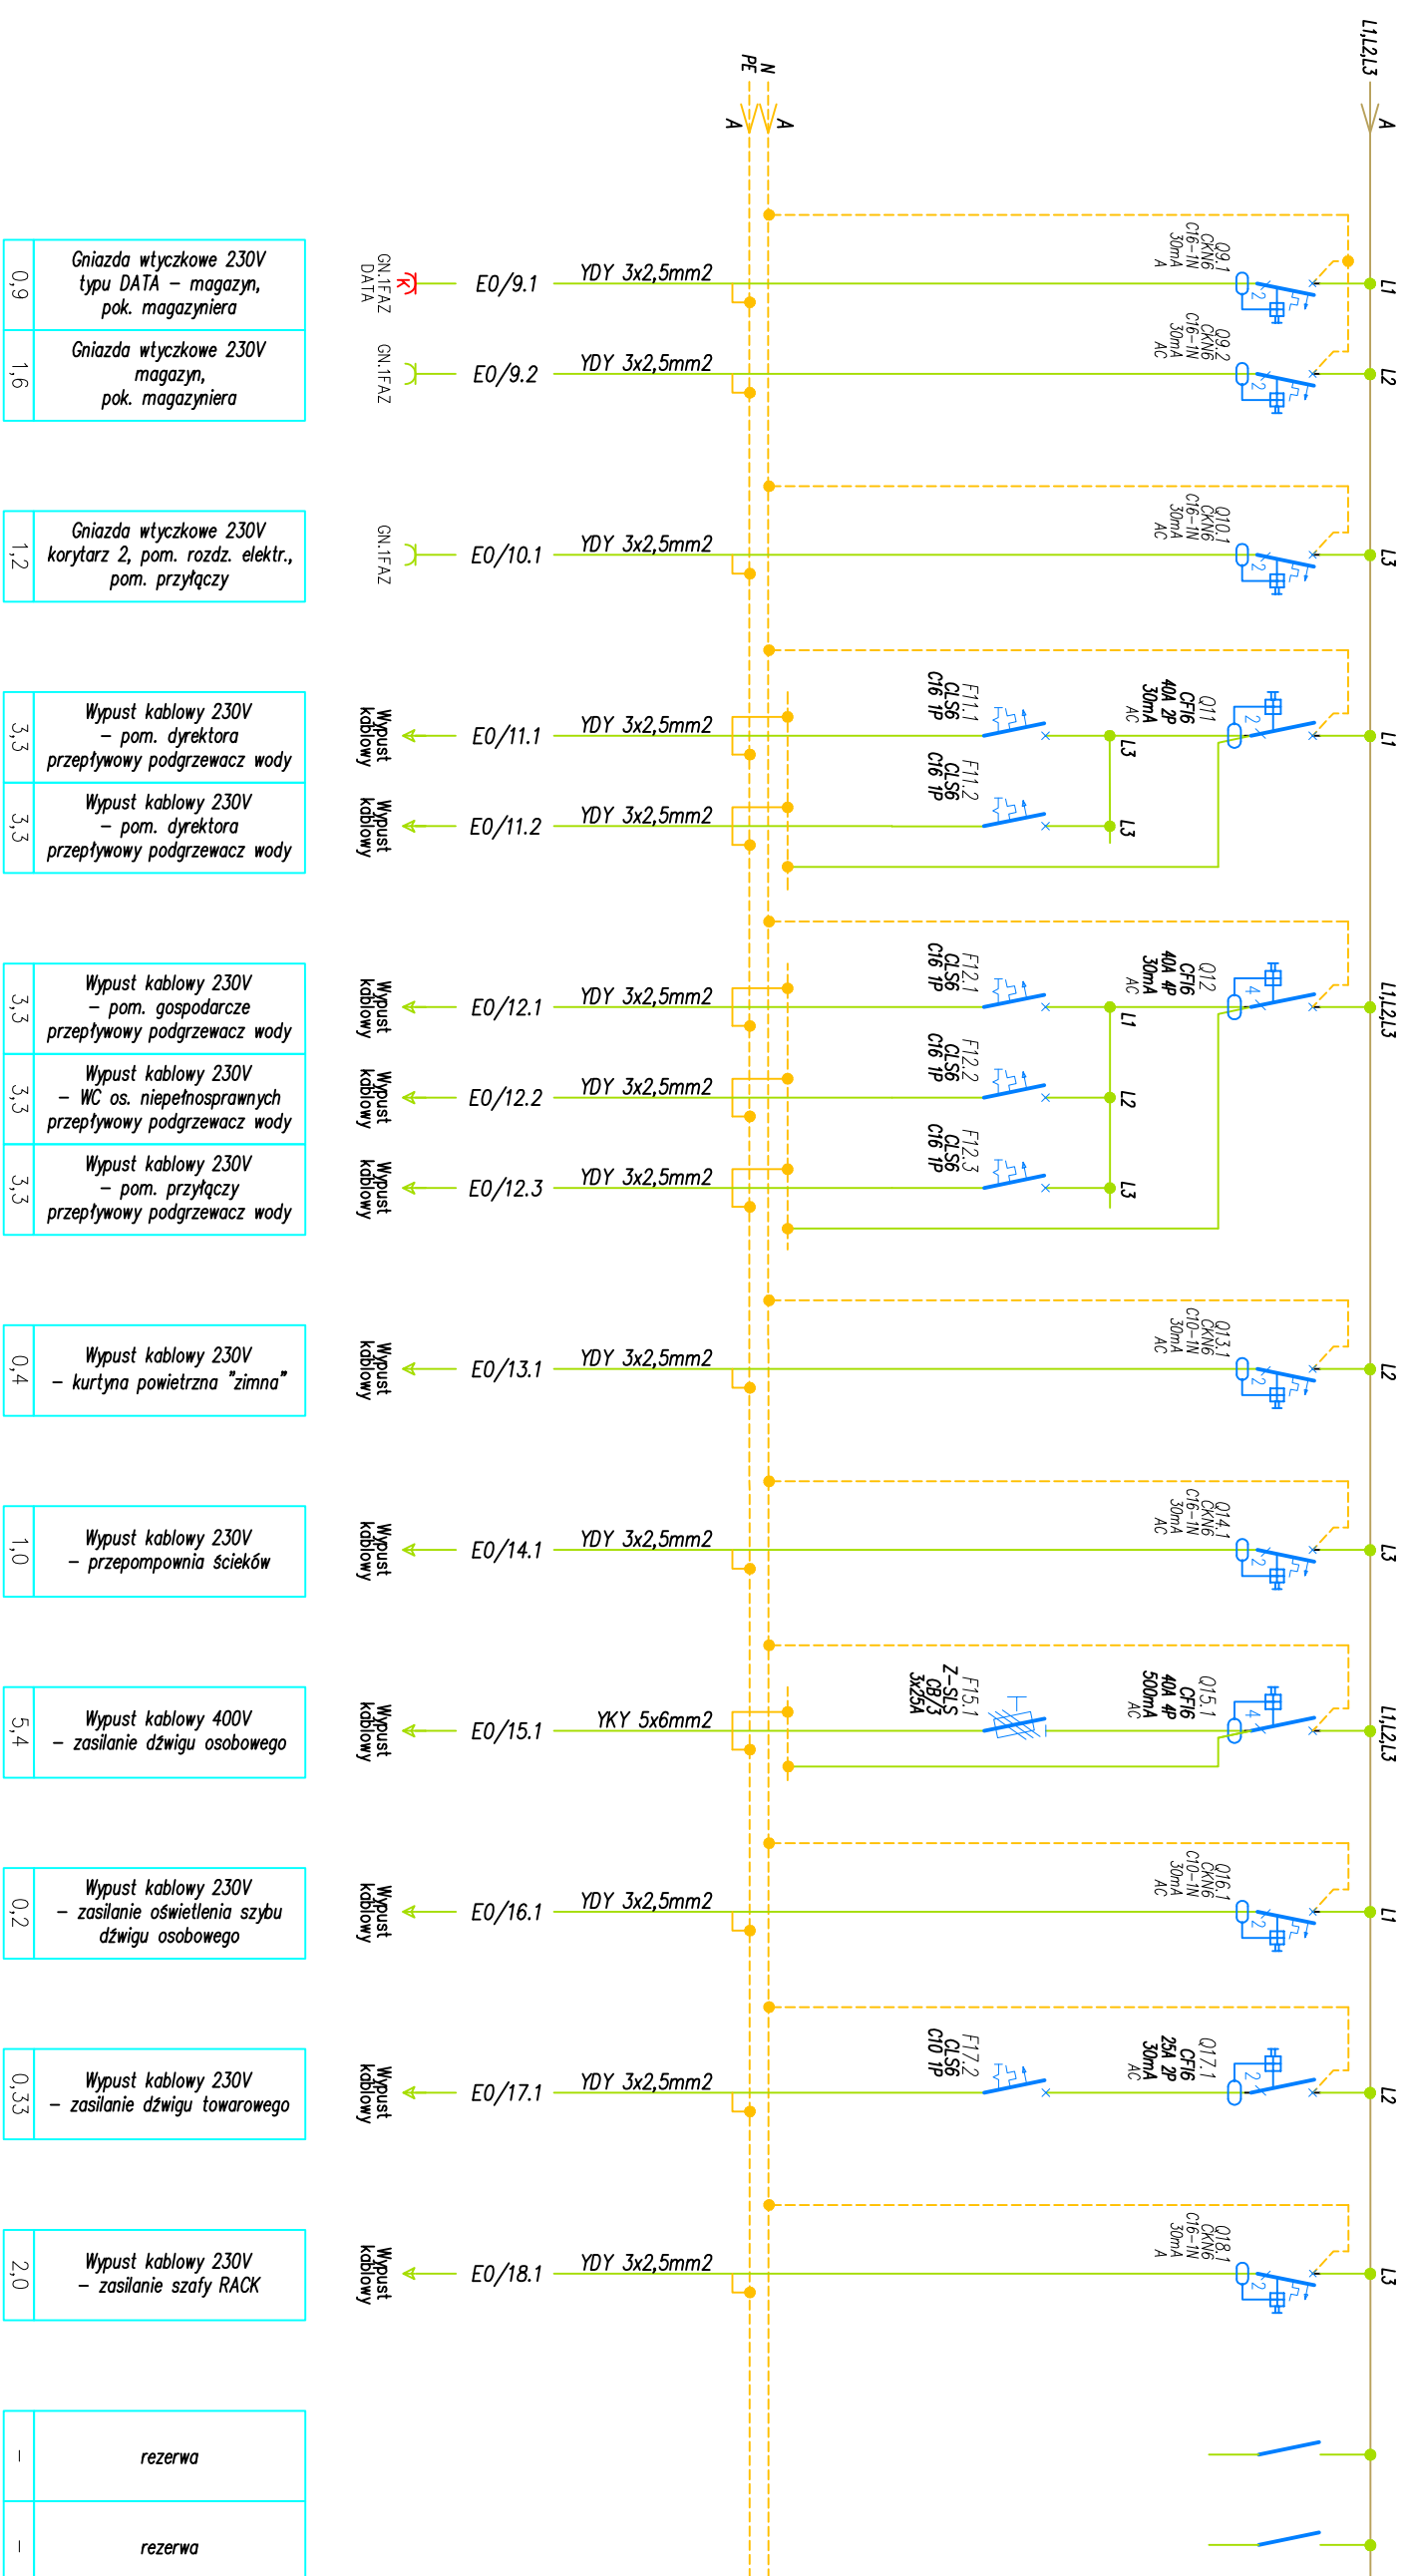 L1,L2,L3
A
N
PE
A
A
L1
Q9.1
CKN6
C16-1N
30mA
A
2
YDY 3x2,5mm2
E0/9.1
GN.1FAZ
DATA
K
Gniazda wtyczkowe 230V
typu DATA – magazyn,
pok. magazyniera
0,9
L2
Q9.2
CKN6
C16-1N
30mA
AC
2
YDY 3x2,5mm2
E0/9.2
GN.1FAZ
Gniazda wtyczkowe 230V
magazyn,
pok. magazyniera
1,6
L3
Q10.1
CKN6
C16-1N
30mA
AC
2
YDY 3x2,5mm2
E0/10.1
GN.1FAZ
Gniazda wtyczkowe 230V
korytarz 2, pom. rozdz. elektr.,
pom. przyłączy
1,2
L1
Q11
CFI6
40A 2P
30mA
AC
2
L3
F11.1
CLS6
C16 1P
YDY 3x2,5mm2
E0/11.1
Wypust
kablowy
Wypust kablowy 230V
– pom. dyrektora
przepływowy podgrzewacz wody
3,3
L3
F11.2
CLS6
C16 1P
YDY 3x2,5mm2
E0/11.2
Wypust
kablowy
Wypust kablowy 230V
– pom. dyrektora
przepływowy podgrzewacz wody
3,3
L1,L2,L3
Q12
CFI6
40A 4P
30mA
AC
4
L1
F12.1
CLS6
C16 1P
YDY 3x2,5mm2
E0/12.1
Wypust
kablowy
Wypust kablowy 230V
– pom. gospodarcze
przepływowy podgrzewacz wody
3,3
L2
F12.2
CLS6
C16 1P
YDY 3x2,5mm2
E0/12.2
Wypust
kablowy
Wypust kablowy 230V
– WC os. niepełnosprawnych
przepływowy podgrzewacz wody
3,3
L3
F12.3
CLS6
C16 1P
YDY 3x2,5mm2
E0/12.3
Wypust
kablowy
Wypust kablowy 230V
– pom. przyłączy
przepływowy podgrzewacz wody
3,3
L2
Q13.1
CKN6
C10-1N
30mA
AC
2
YDY 3x2,5mm2
E0/13.1
Wypust
kablowy
Wypust kablowy 230V
– kurtyna powietrzna "zimna"
0,4
L3
Q14.1
CKN6
C16-1N
30mA
AC
2
YDY 3x2,5mm2
E0/14.1
Wypust
kablowy
Wypust kablowy 230V
– przepompownia ścieków
1,0
L1,L2,L3
Q15.1
CFI6
40A 4P
500mA
AC
4
F15.1
Z-SLS
CB/3
3x25A
YKY 5x6mm2
E0/15.1
Wypust
kablowy
Wypust kablowy 400V
– zasilanie dźwigu osobowego
5,4
L1
Q16.1
CKN6
C10-1N
30mA
AC
2
YDY 3x2,5mm2
E0/16.1
Wypust
kablowy
Wypust kablowy 230V
– zasilanie oświetlenia szybu
dźwigu osobowego
0,2
L2
Q17.1
CFI6
25A 2P
30mA
AC
2
F17.2
CLS6
C10 1P
YDY 3x2,5mm2
E0/17.1
Wypust
kablowy
Wypust kablowy 230V
– zasilanie dźwigu towarowego
0,33
L3
Q18.1
CKN6
C16-1N
30mA
A
2
YDY 3x2,5mm2
E0/18.1
Wypust
kablowy
Wypust kablowy 230V
– zasilanie szafy RACK
2,0
rezerwa
–
rezerwa
–